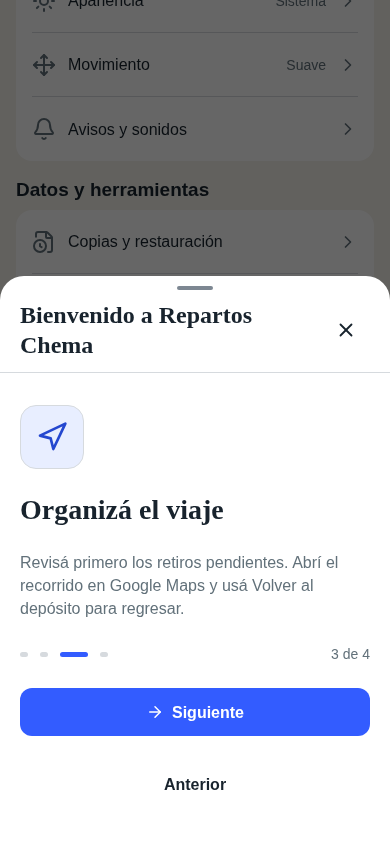 Apariencia
Sistema
Movimiento
Suave
Avisos y sonidos
Datos y herramientas
Copias y restauración
Bienvenido a Repartos
Chema
Organizá el viaje
Revisá primero los retiros pendientes. Abrí el
recorrido en Google Maps y usá Volver al
depósito para regresar.
3 de 4
Siguiente
Anterior